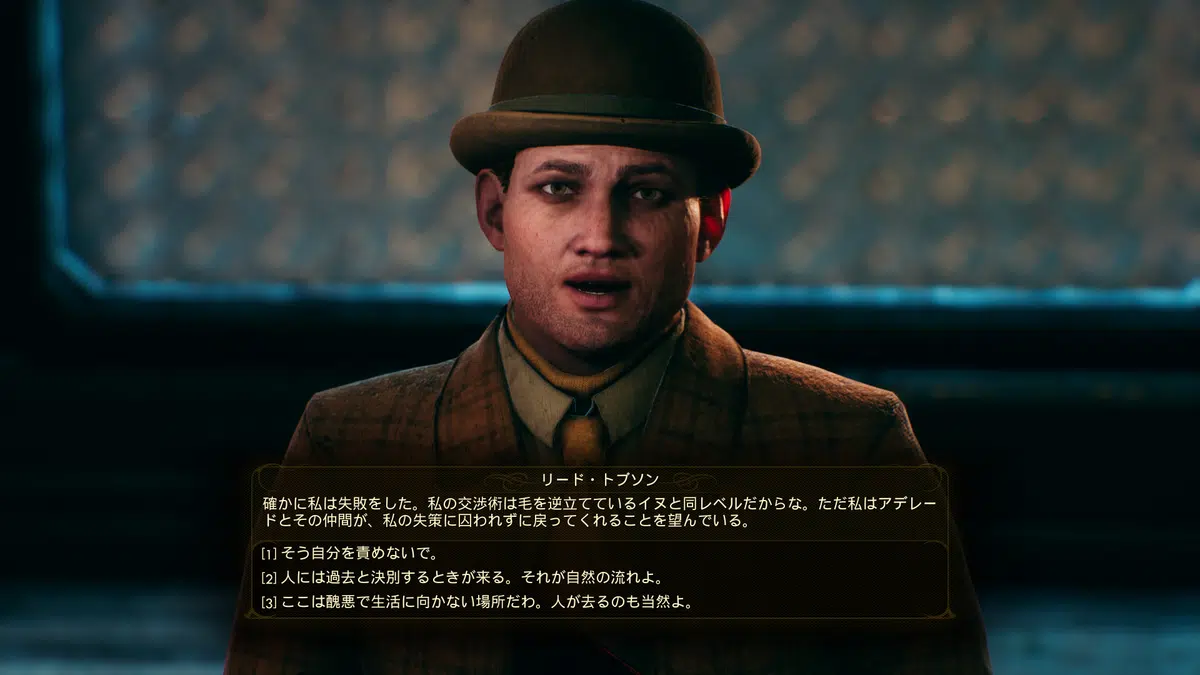 リード・トブソン
確かに私は失敗をした。私の交渉術は毛を逆立てているイヌと同レベルだからな。ただ私はアデレー
ドとその仲間が、私の失策に囚われずに戻ってくれることを望んでいる。
[1] そう自分を責めないで。
[2] 人には過去と決別するときが来る。それが自然の流れよ。
[3] ここは醜悪で生活に向かない場所だわ。人が去るのも当然よ。